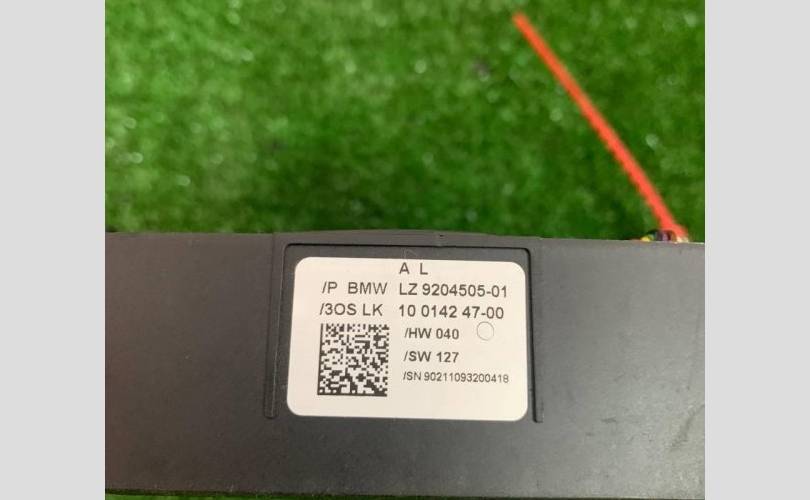 A L
/P BMW LZ 9204505-01
/3OS LK 10 0142 47-00
/HW 040
/SW 127
/SN 90211093200418